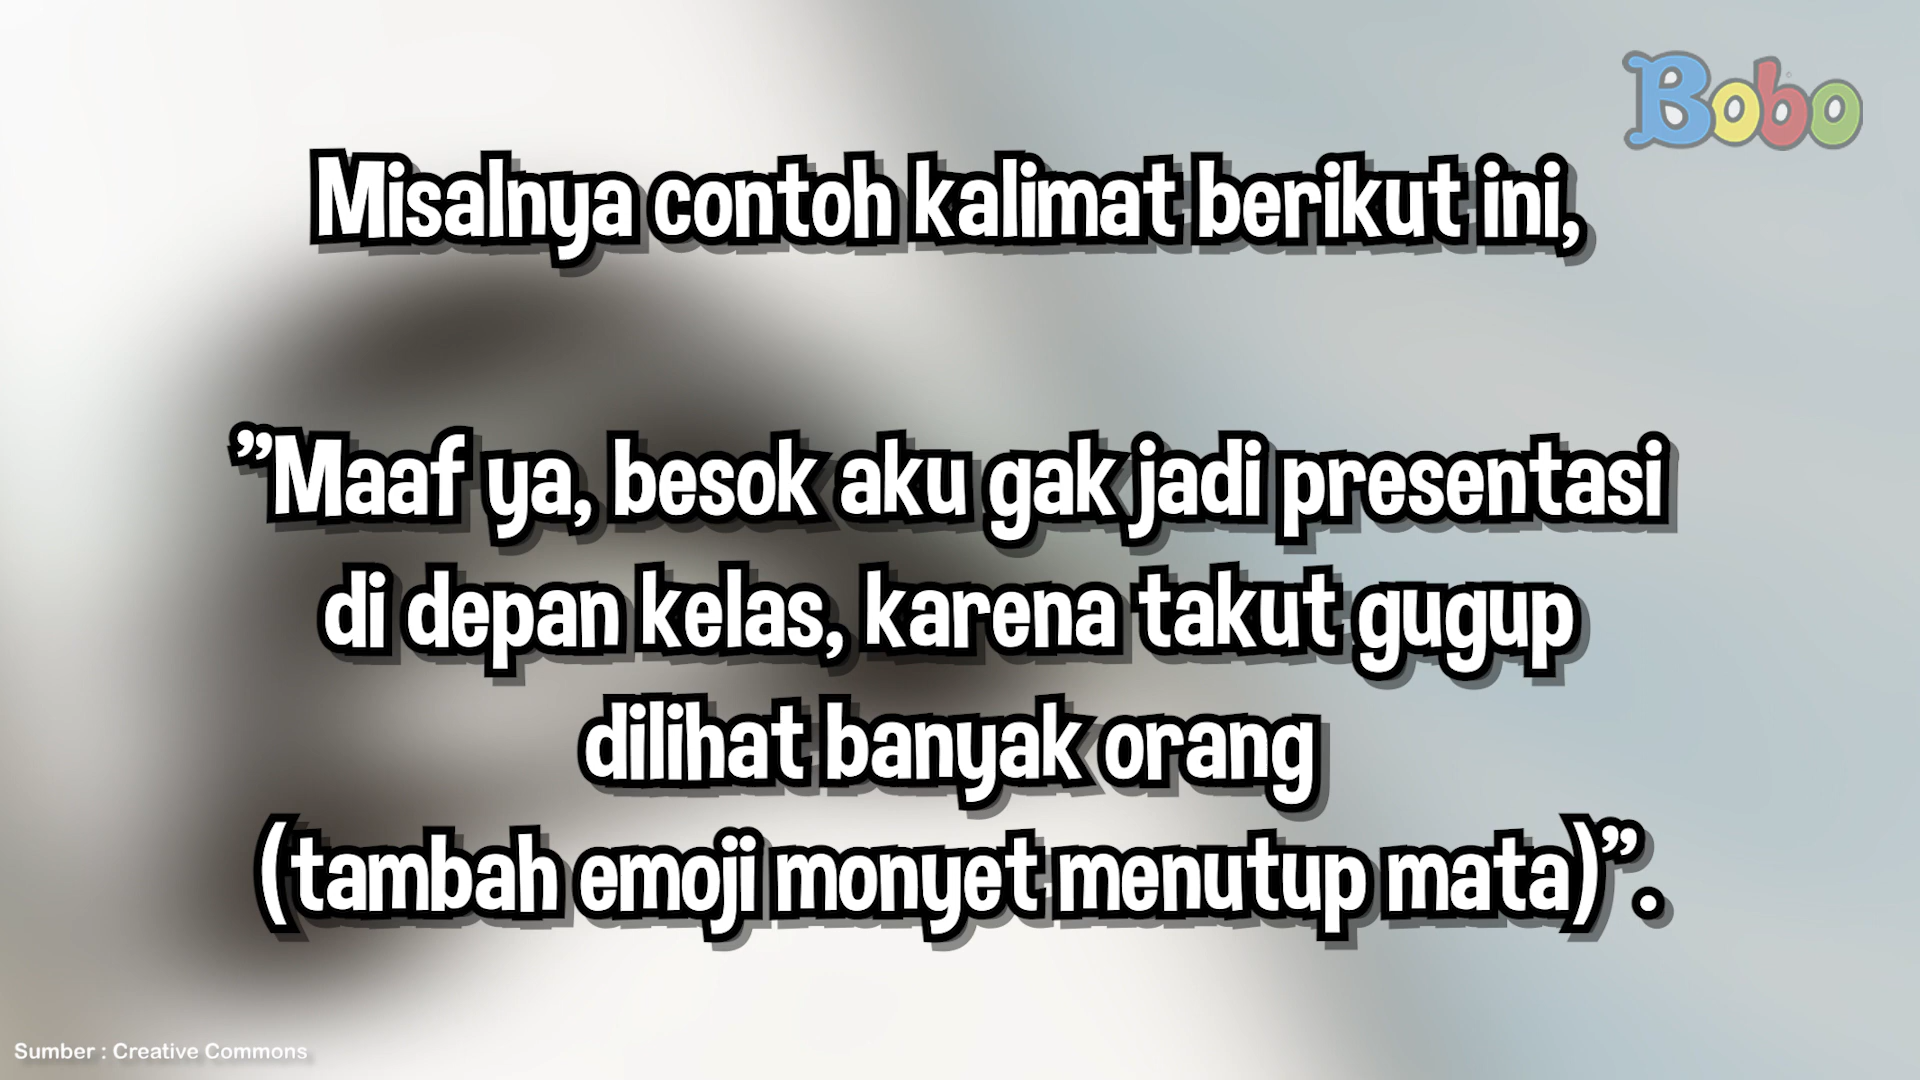 Bobo
Misalnya contoh kalimat berikut ini,
”Maaf ya, besok aku gak jadi presentasi
di depan kelas, karena takut gugup
dilihat banyak orang
(tambah emoji monyet menutup mata)”.
Sumber : Creative Commons